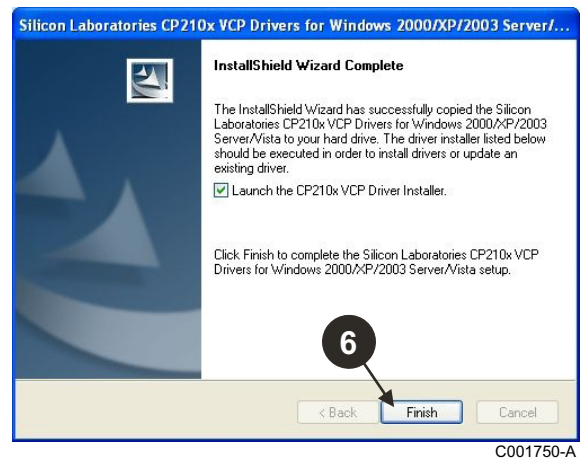 Silicon Laboratories CP210x VCP Drivers for Windows 2000/XP/2003 Server/...
InstallShield Wizard Complete
The InstallShield Wizard has successfully copied the Silicon
Laboratories CP210x VCP Drivers for Windows 2000/XP/2003
Server/Vista to your hard drive. The driver installer listed below
should be executed in order to install drivers or update an
existing driver.
Launch the CP210x VCP Driver Installer.
Click Finish to complete the Silicon Laboratories CP210x VCP
Drivers for Windows 2000/XP/2003 Server/Vista setup.
6
< Back Finish Cancel
C001750-A